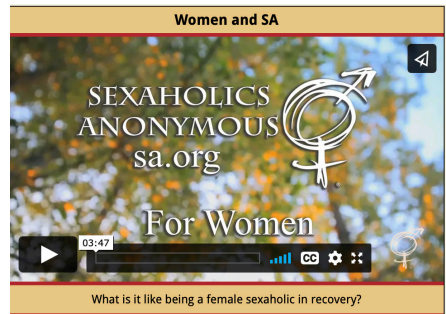 Women and SA
SEXAHOLICS
ANONYMOUS
sa.org
For Women
03:47
CC
What is it like being a female sexaholic in recovery?